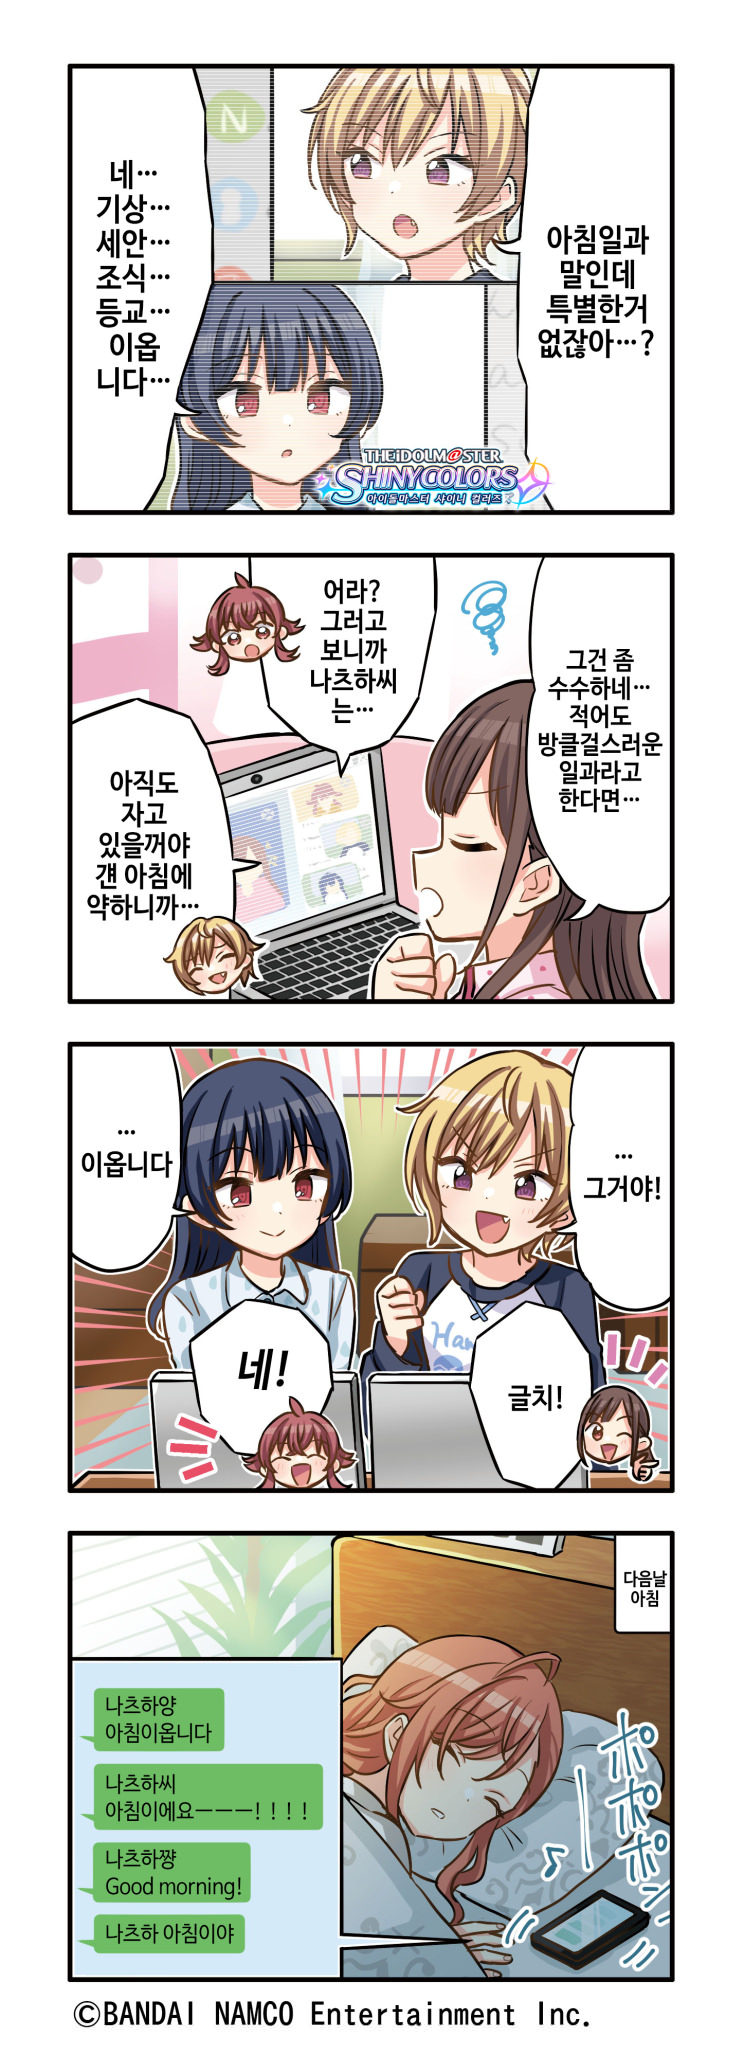 아침일과
말인데
특별한거
없잖아…?
네…
기상…
세안…
조식…
등교…
이옵
니다…
N
THE iDOLM@STER
SHINY COLORS
아이돌마스터 샤이니 컬러즈
그건 좀
수수하네…
적어도
방클걸스러운
일과라고
한다면…
어라?
그러고
보니까
나츠하씨
는…
아직도
자고
있을꺼야
걘 아침에
약하니까…
…
그거야!
…
이옵니다
Han
글치!
네!
다음날
아침
ポポポポン
나츠하양
아침이옵니다
나츠하씨
아침이에요ーーー!!!!
나츠하쨩
Good morning!
나츠하 아침이야
©BANDAI NAMCO Entertainment Inc.